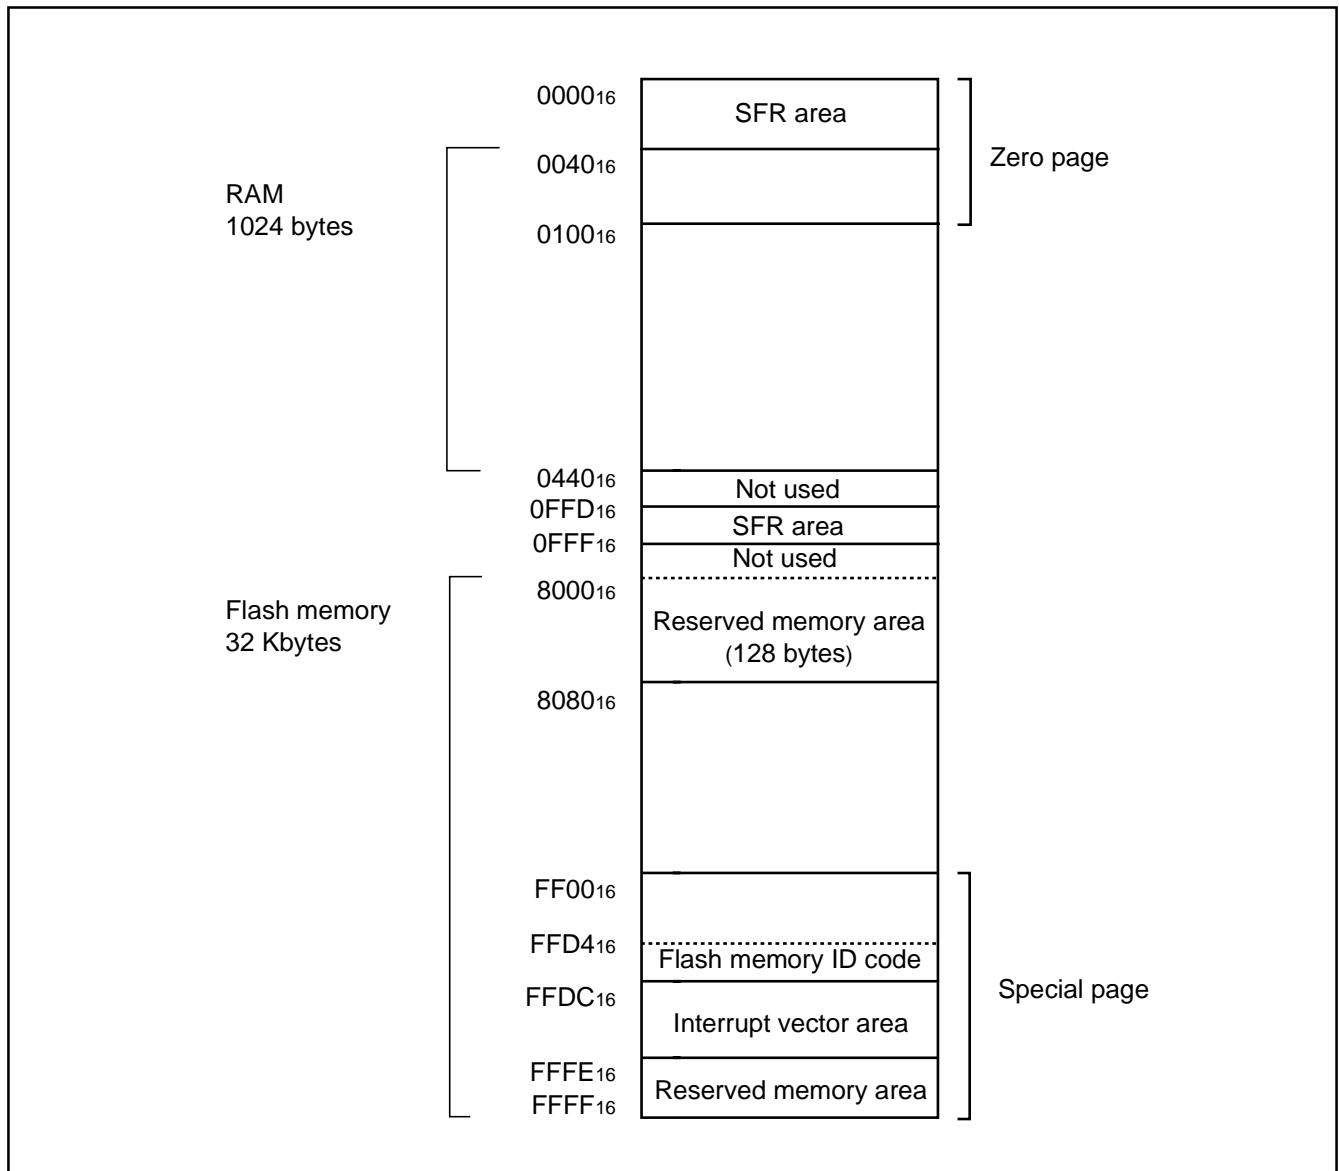 0000₁₆
SFR area
Zero page
0040₁₆
RAM
1024 bytes
0100₁₆
0440₁₆
Not used
0FFD₁₆
SFR area
0FFF₁₆
Not used
8000₁₆
Flash memory
32 Kbytes
Reserved memory area
(128 bytes)
8080₁₆
FF00₁₆
FFD4₁₆
Flash memory ID code
FFDC₁₆
Special page
Interrupt vector area
FFFE₁₆
Reserved memory area
FFFF₁₆